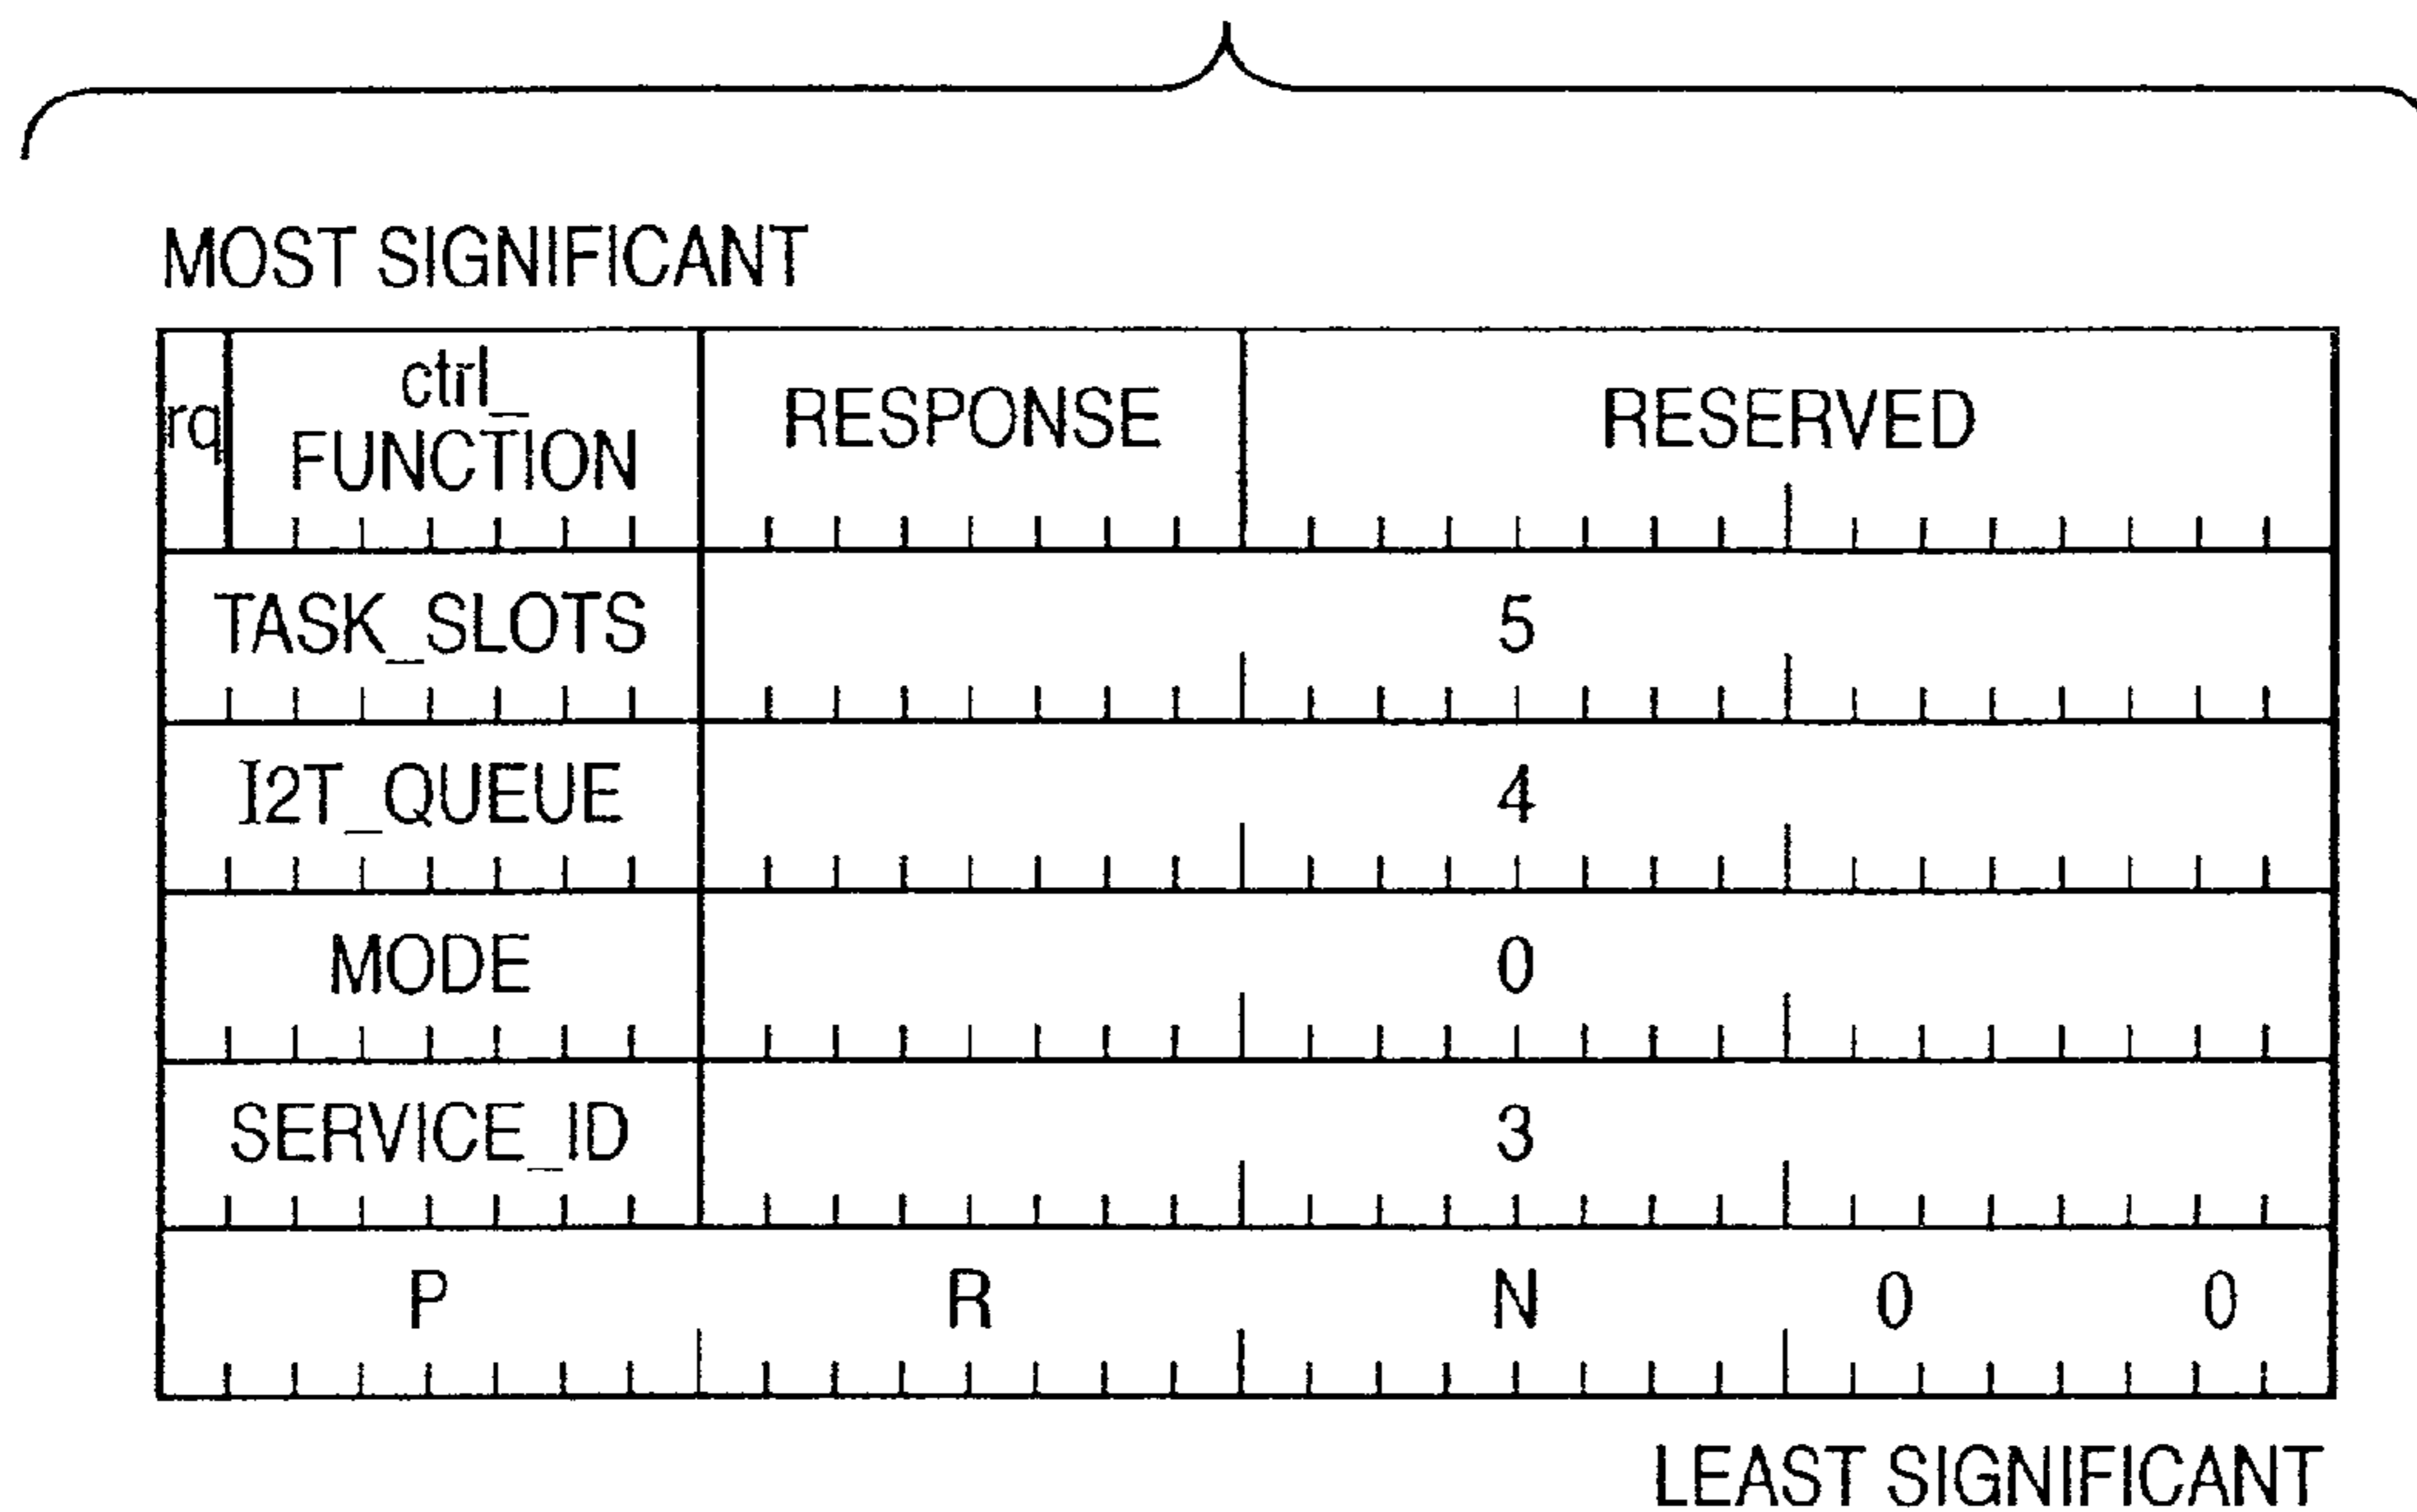 MOST SIGNIFICANT
rq ctrl_ FUNCTION RESPONSE RESERVED
TASK_SLOTS 5
I2T_QUEUE 4
MODE 0
SERVICE_ID 3
P R N 0 0
LEAST SIGNIFICANT